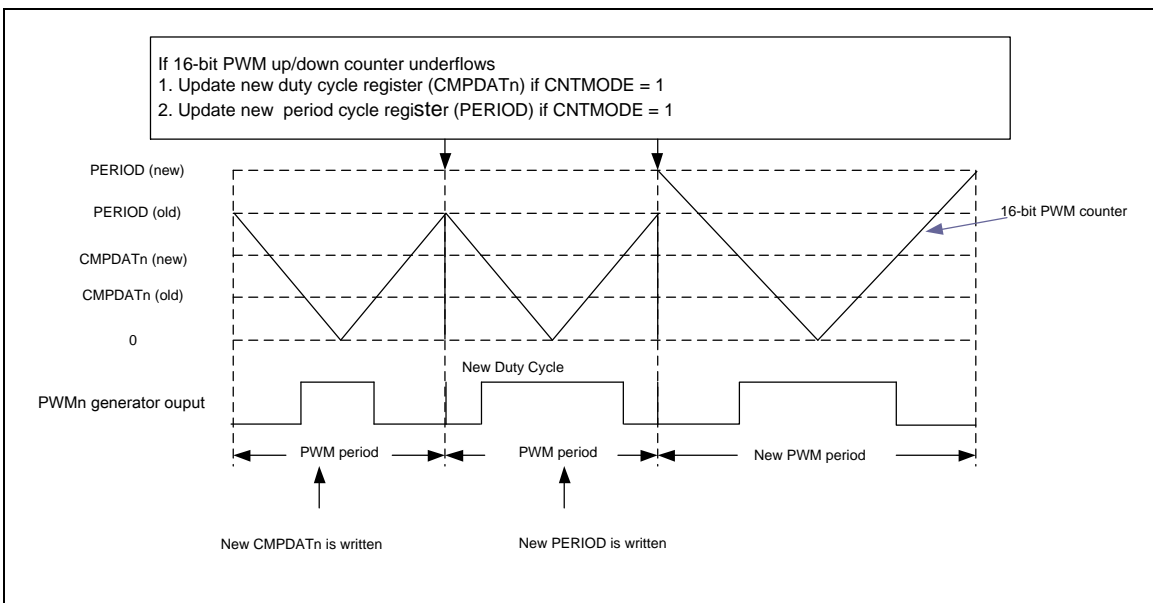 If 16-bit PWM up/down counter underflows
1. Update new duty cycle register (CMPDATn) if CNTMODE = 1
2. Update new period cycle register (PERIOD) if CNTMODE = 1
PERIOD (new)
PERIOD (old)
16-bit PWM counter
CMPDATn (new)
CMPDATn (old)
0
New Duty Cycle
PWMn generator ouput
PWM period
PWM period
New PWM period
New CMPDATn is written
New PERIOD is written